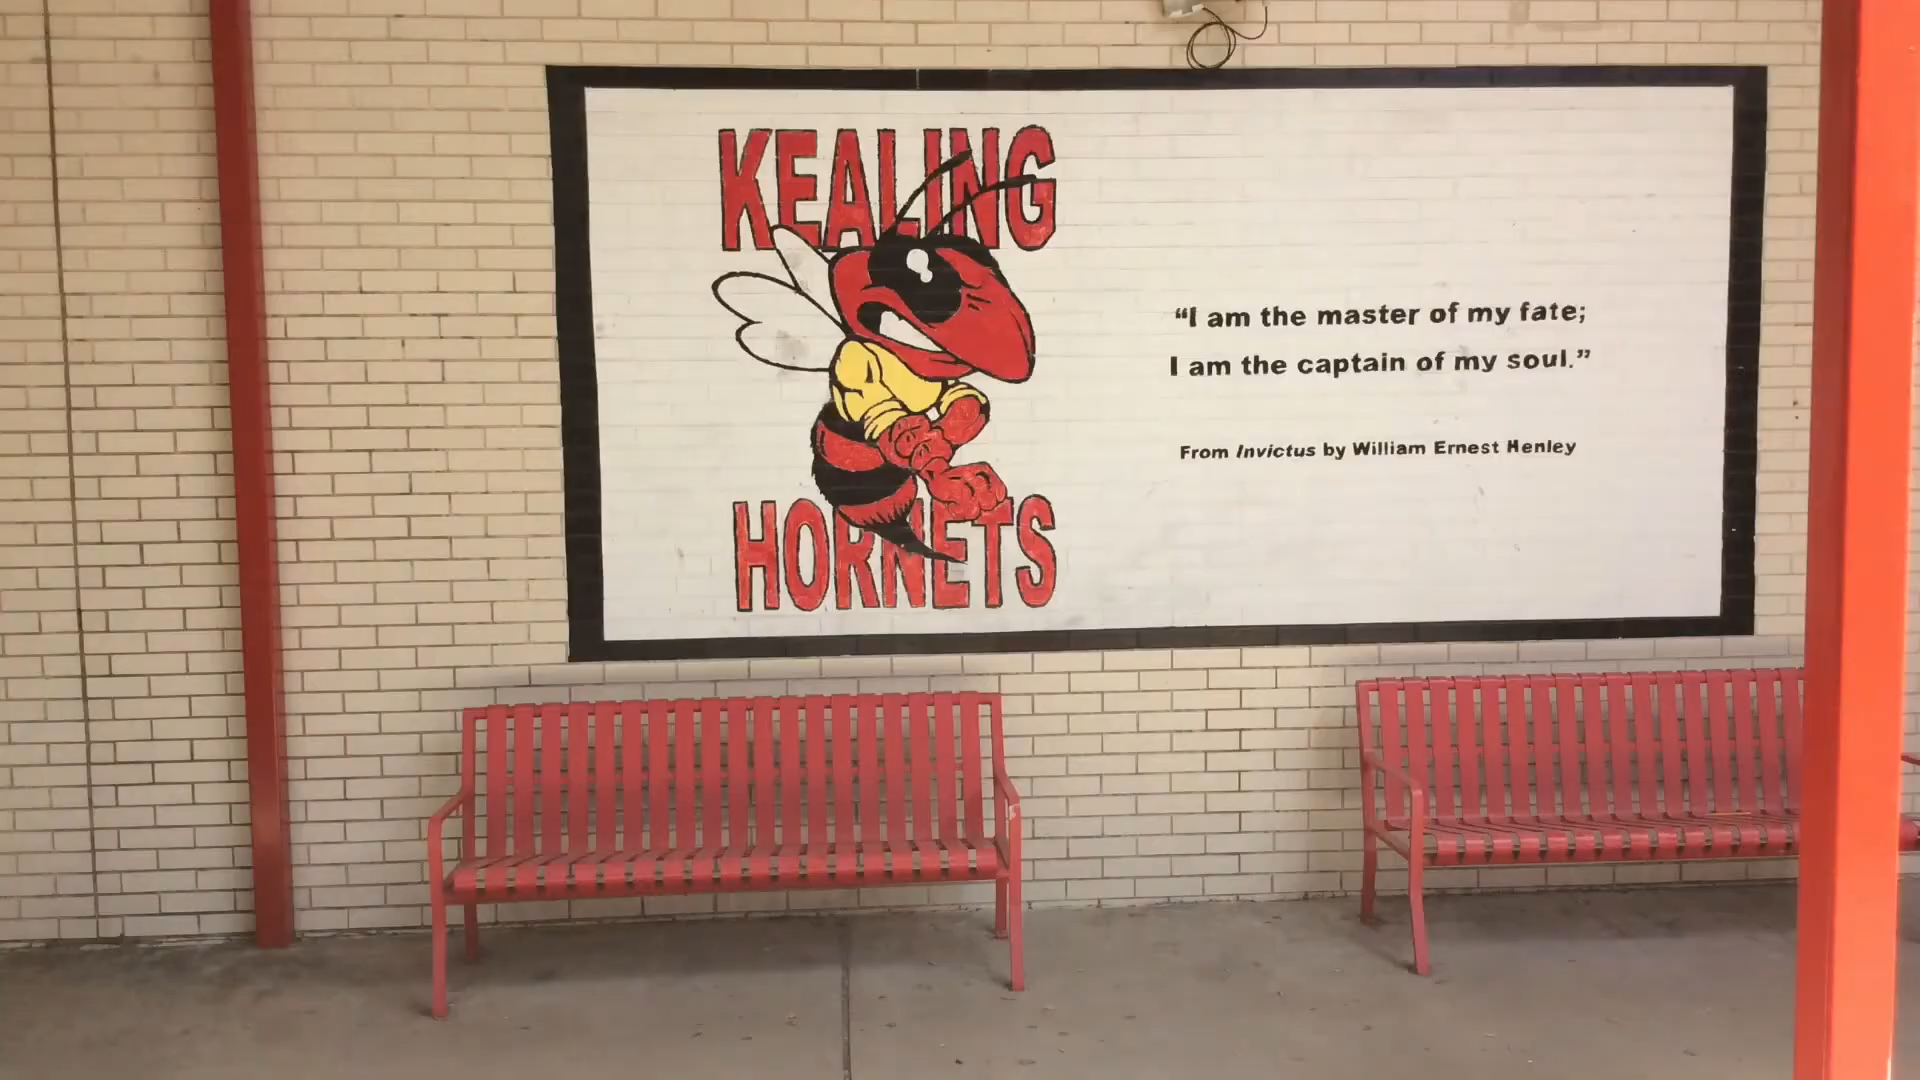 KEALING
HORNETS
“I am the master of my fate;
I am the captain of my soul.”
From Invictus by William Ernest Henley